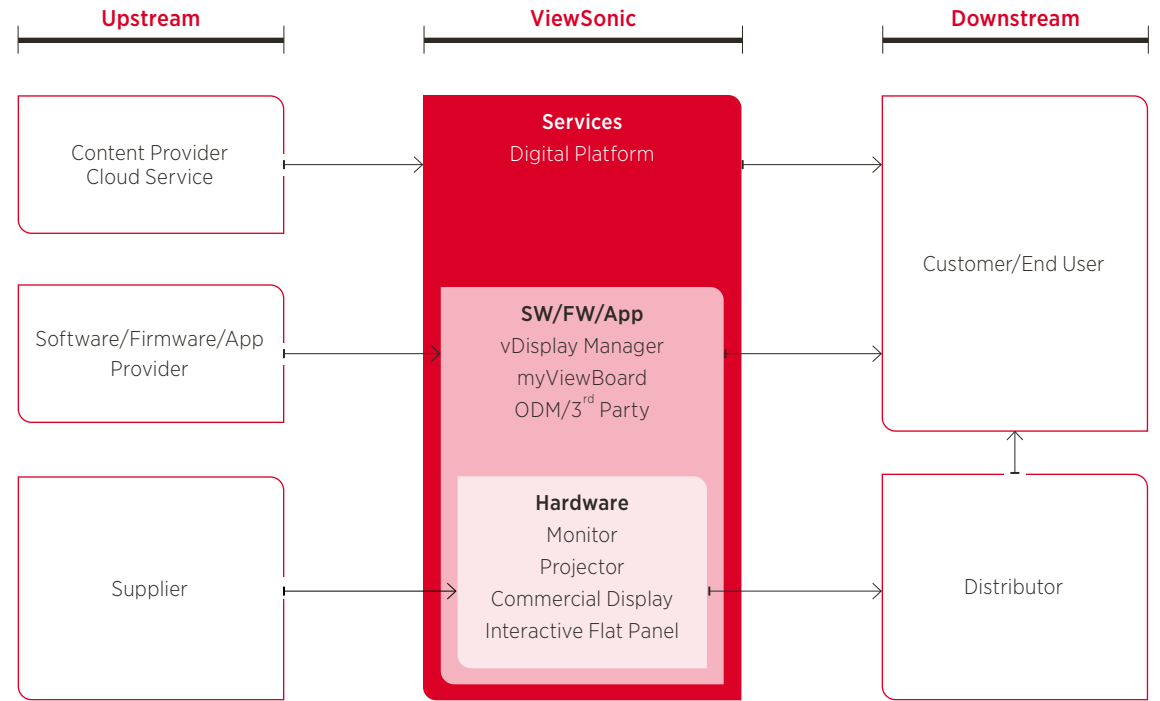 Upstream
ViewSonic
Downstream
Content Provider
Cloud Service
Services
Digital Platform
Customer/End User
Software/Firmware/App
Provider
SW/FW/App
vDisplay Manager
myViewBoard
ODM/3rd Party
Supplier
Hardware
Monitor
Projector
Commercial Display
Interactive Flat Panel
Distributor